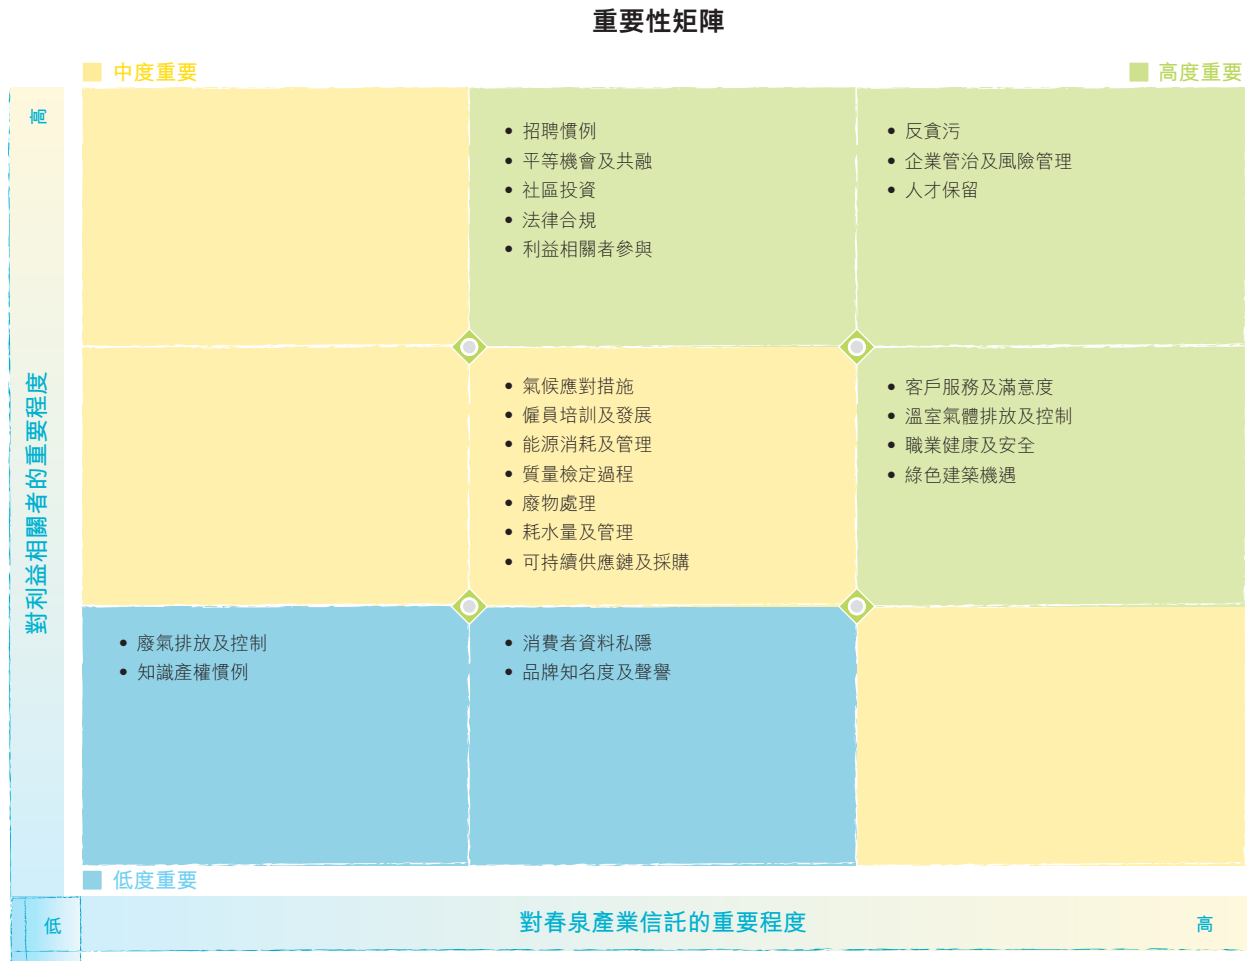 重要性矩陣
中度重要
高度重要
高
• 招聘慣例
• 平等機會及共融
• 社區投資
• 法律合規
• 利益相關者參與
• 反貪污
• 企業管治及風險管理
• 人才保留
對利益相關者的重要程度
• 氣候應對措施
• 僱員培訓及發展
• 能源消耗及管理
• 質量檢定過程
• 廢物處理
• 耗水量及管理
• 可持續供應鏈及採購
• 客戶服務及滿意度
• 溫室氣體排放及控制
• 職業健康及安全
• 綠色建築機遇
• 廢氣排放及控制
• 知識產權慣例
• 消費者資料私隱
• 品牌知名度及聲譽
低度重要
低
對春泉產業信託的重要程度
高